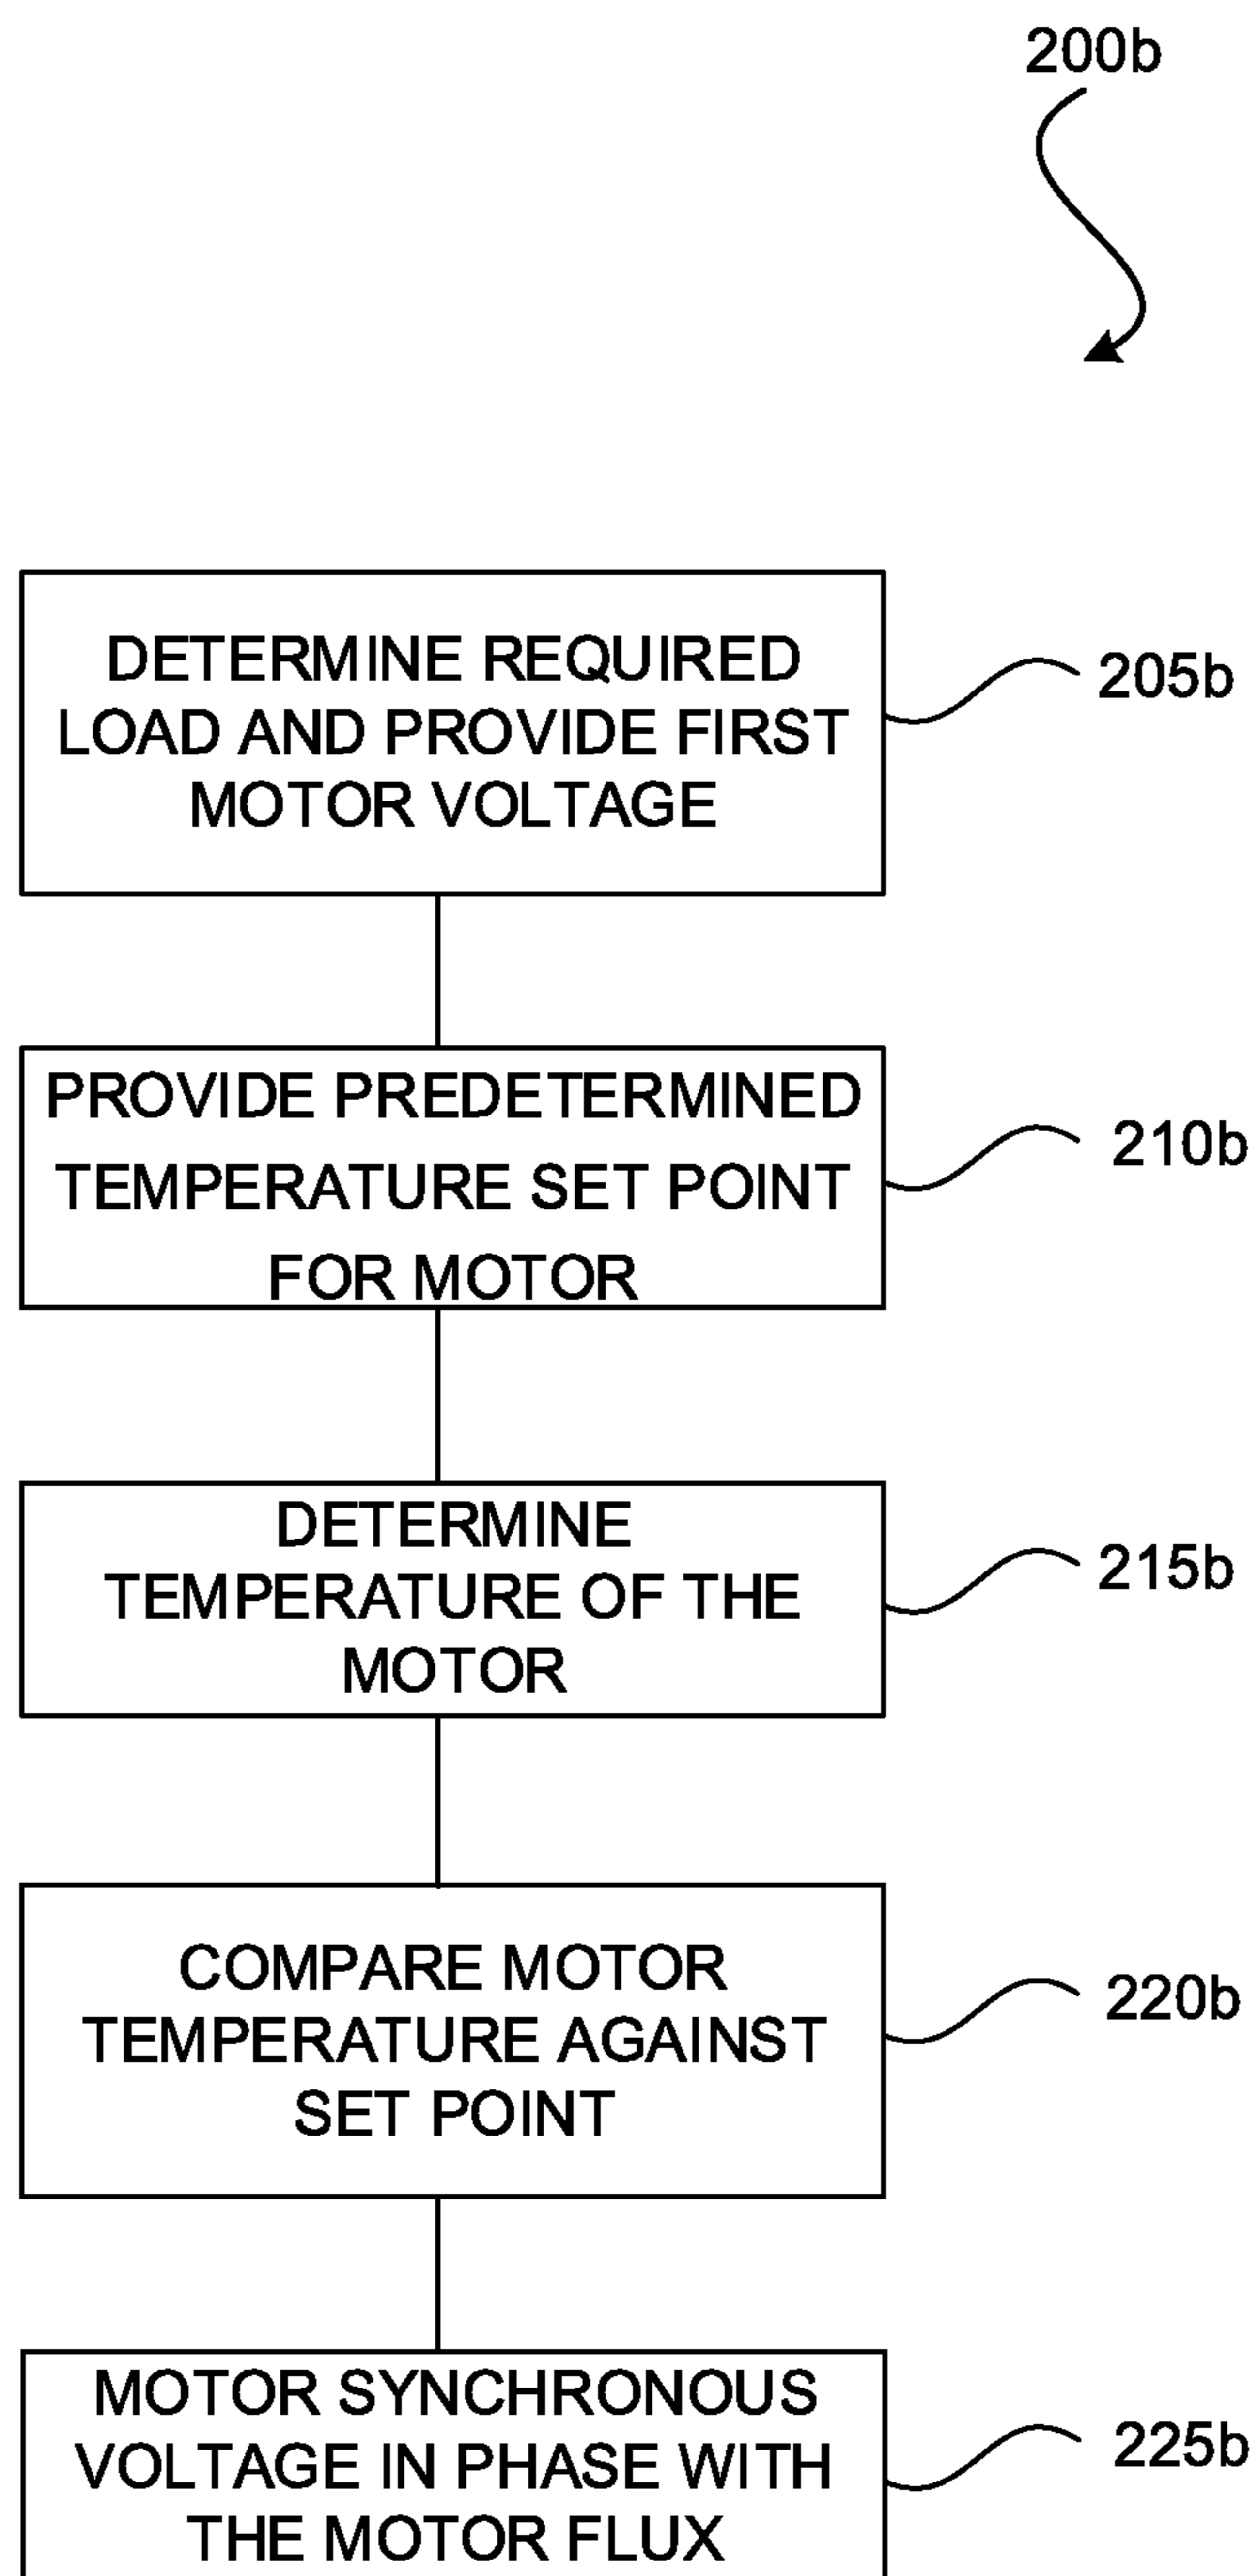 200b
DETERMINE REQUIRED
LOAD AND PROVIDE FIRST
MOTOR VOLTAGE
205b
PROVIDE PREDETERMINED
TEMPERATURE SET POINT
FOR MOTOR
210b
DETERMINE
TEMPERATURE OF THE
MOTOR
215b
COMPARE MOTOR
TEMPERATURE AGAINST
SET POINT
220b
MOTOR SYNCHRONOUS
VOLTAGE IN PHASE WITH
THE MOTOR FLUX
225b